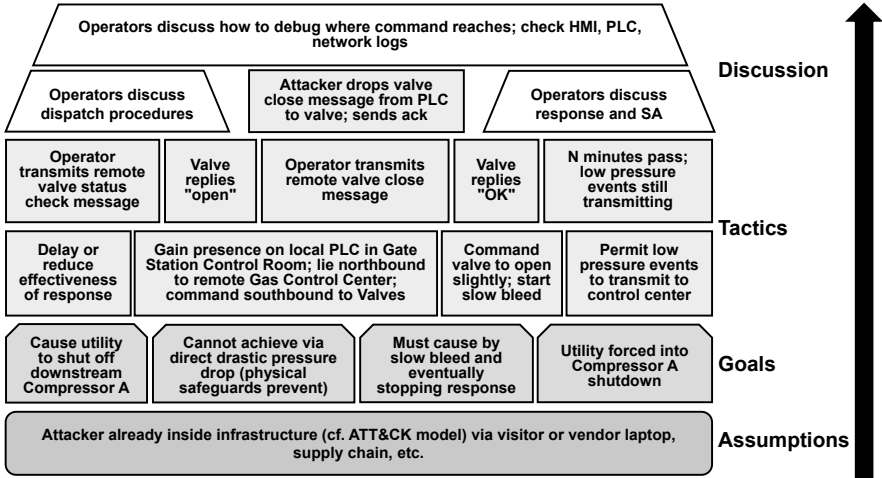 Operators discuss how to debug where command reaches; check HMI, PLC,
network logs
Discussion
Operators discuss
dispatch procedures
Attacker drops valve
close message from PLC
to valve; sends ack
Operators discuss
response and SA
Operator
transmits remote
valve status
check message
Valve
replies
"open"
Operator transmits
remote valve close
message
Valve
replies
"OK"
N minutes pass;
low pressure
events still
transmitting
Tactics
Delay or
reduce
effectiveness
of response
Gain presence on local PLC in Gate
Station Control Room; lie northbound
to remote Gas Control Center;
command southbound to Valves
Command
valve to open
slightly; start
slow bleed
Permit low
pressure events
to transmit to
control center
Cause utility
to shut off
downstream
Compressor A
Cannot achieve via
direct drastic pressure
drop (physical
safeguards prevent)
Must cause by
slow bleed and
eventually
stopping response
Utility forced into
Compressor A
shutdown
Goals
Attacker already inside infrastructure (cf. ATT&CK model) via visitor or vendor laptop,
supply chain, etc.
Assumptions